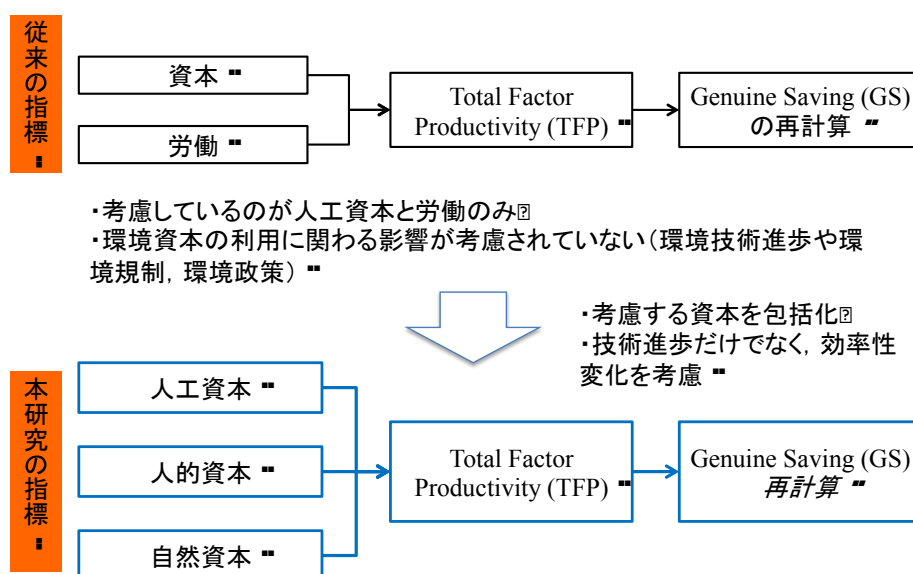 従来の指標
資本
労働
Total Factor
Productivity (TFP)
Genuine Saving (GS)
の再計算
・考慮しているのが人工資本と労働のみ
・環境資本の利用に関わる影響が考慮されていない（環境技術進歩や環
境規制，環境政策）
・考慮する資本を包括化
・技術進歩だけでなく，効率性
変化を考慮
本研究の指標
人工資本
人的資本
自然資本
Total Factor
Productivity (TFP)
Genuine Saving (GS)
再計算